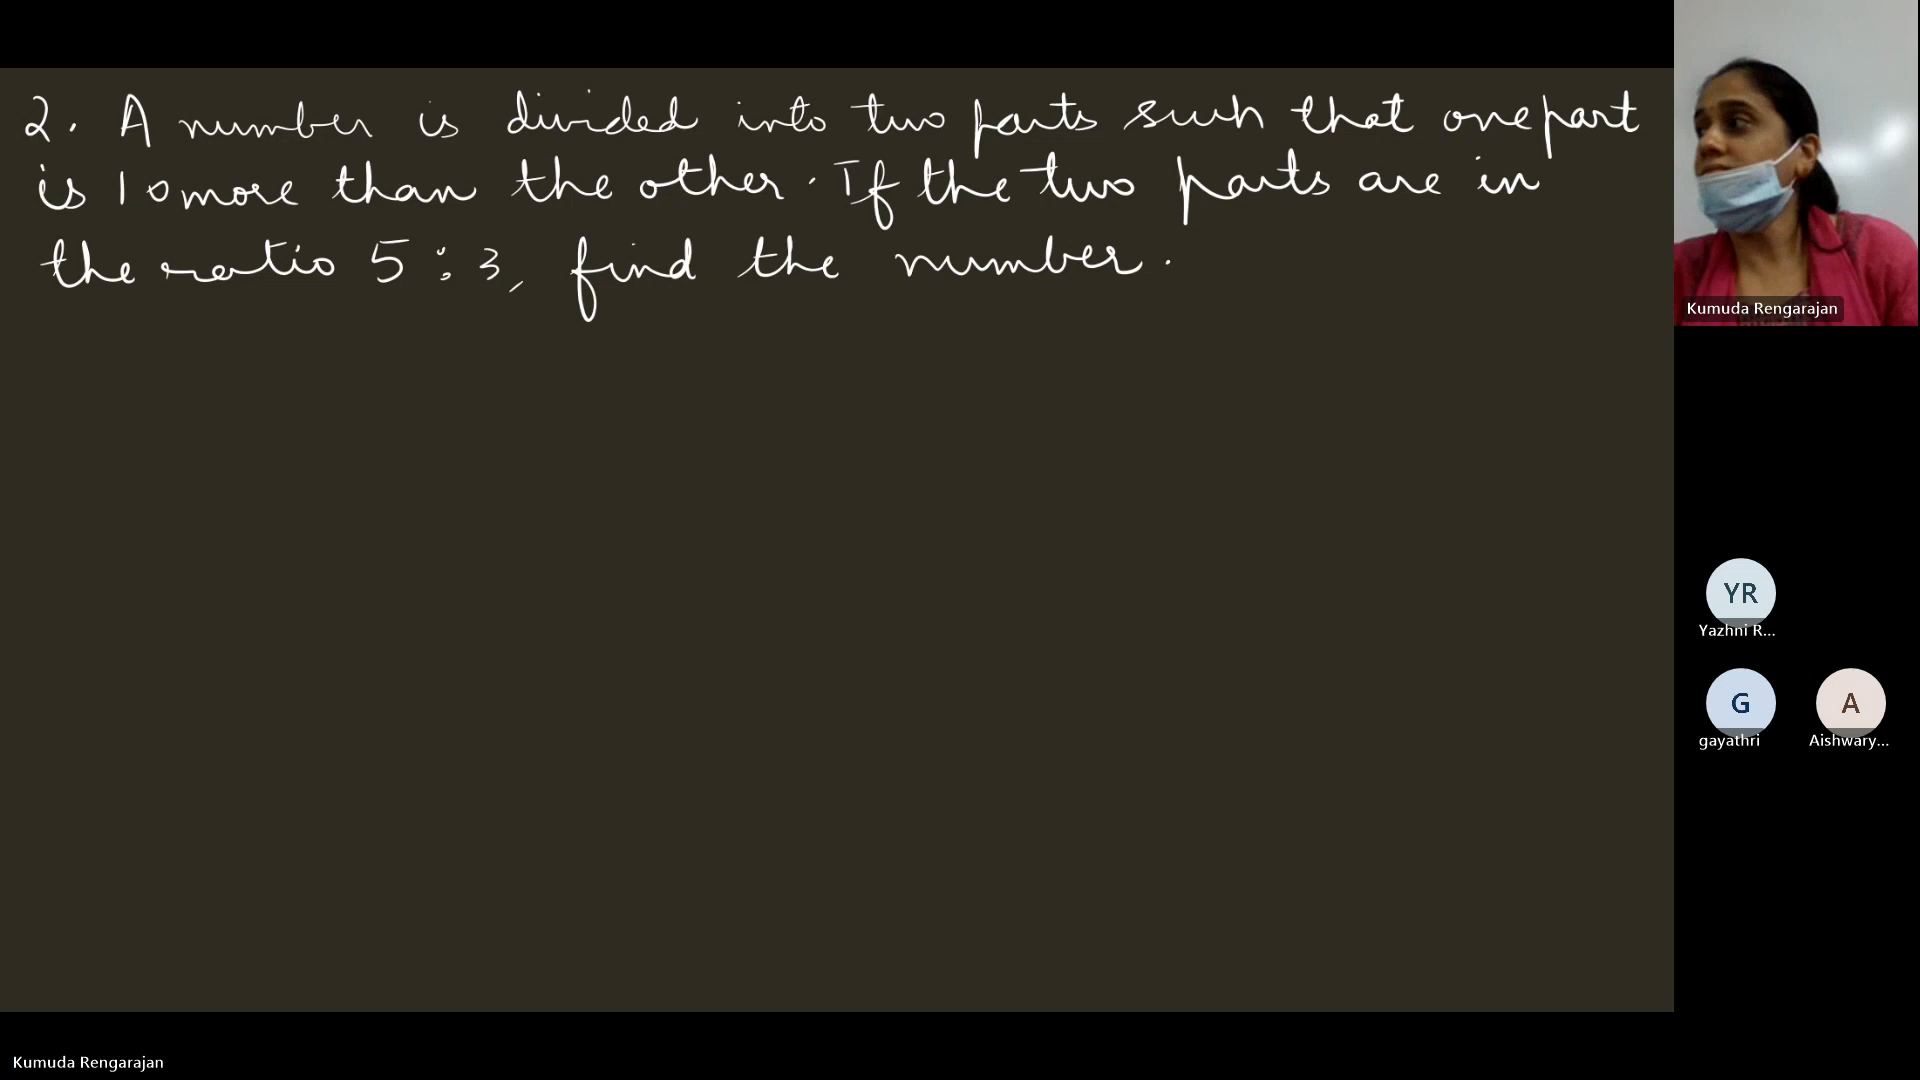 2. A number is divided into two parts such that one part
is 10 more than the other. If the two parts are in
the ratio 5:3, find the number.
Kumuda Rengarajan
YR
Yazhni R...
G
A
gayathri
Aishwary...
Kumuda Rengarajan